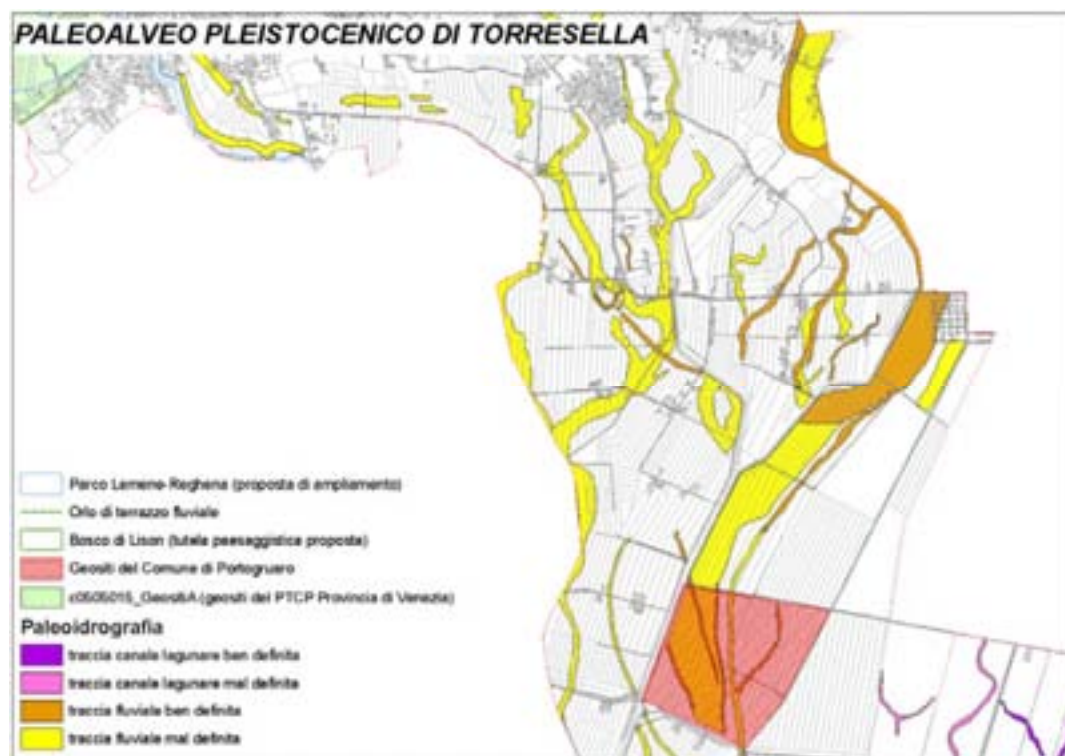 PALEOALVEO PLEISTOCENICO DI TORRESELLA
Parco Lemene-Reghena (proposta di ampliamento)
Orlo di terrazzo fluviale
Bosco di Lison (tutela paesaggistica proposta)
Geositi del Comune di Portogruaro
c0505015_GeositiA (geositi del PTCP Provincia di Venezia)
Paleoidrografia
traccia canale lagunare ben definita
traccia canale lagunare mal definita
traccia fluviale ben definita
traccia fluviale mal definita